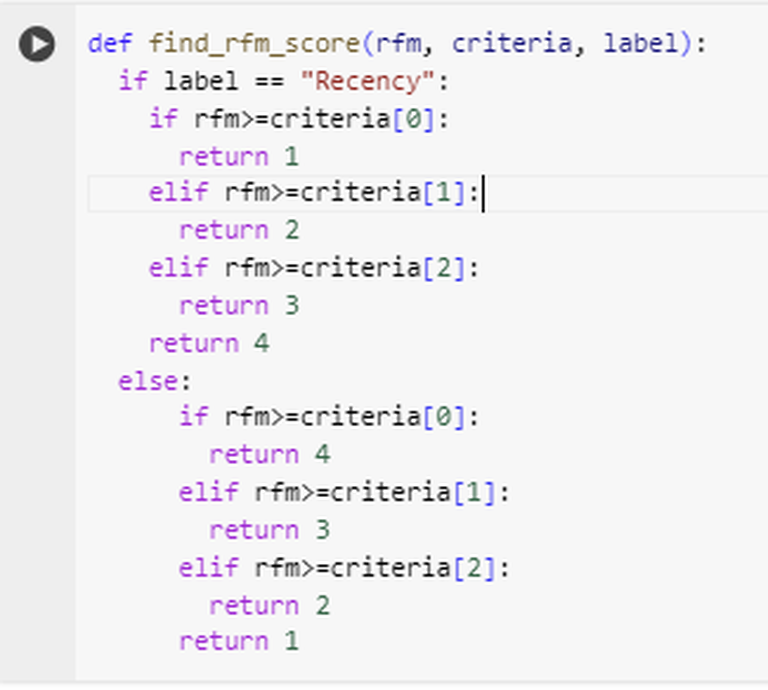 def find_rfm_score(rfm, criteria, label):
  if label == "Recency":
    if rfm>=criteria[0]:
      return 1
    elif rfm>=criteria[1]:
      return 2
    elif rfm>=criteria[2]:
      return 3
    return 4
  else:
      if rfm>=criteria[0]:
        return 4
      elif rfm>=criteria[1]:
        return 3
      elif rfm>=criteria[2]:
        return 2
      return 1